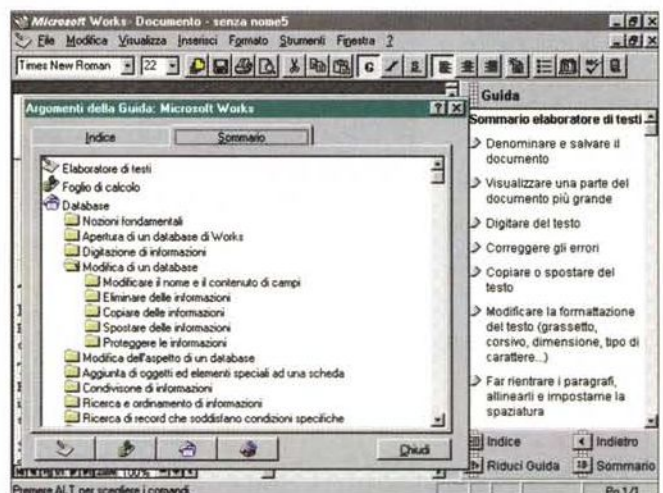 Microsoft Works - Documento - senza nome5
File Modifica Visualizza Inserisci Formato Strumenti Finestra ?
Times New Roman 22 G I S
Argomenti della Guida: Microsoft Works
Indice Sommario
Elaboratore di testi
Foglio di calcolo
Database
Nozioni fondamentali
Apertura di un database di Works
Digitazione di informazioni
Modifica di un database
Modificare il nome e il contenuto di campi
Eliminare delle informazioni
Copiare delle informazioni
Spostare delle informazioni
Proteggere le informazioni
Modifica dell'aspetto di un database
Aggiunta di oggetti ed elementi speciali ad una scheda
Condivisone di informazioni
Ricerca e ordinamento di informazioni
Ricerca di record che soddisfano condizioni specifiche
Chiudi
Guida
Sommario elaboratore di testi
Denominare e salvare il
documento
Visualizzare una parte del
documento più grande
Digitare del testo
Correggere gli errori
Copiare o spostare del
testo
Modificare la formattazione
del testo (grassetto,
corsivo, dimensione, tipo di
carattere...)
Far rientrare i paragrafi,
allinearli e impostarne la
spaziatura
Indice Indietro
Riduci Guida Sommario
100%
Premere ALT per scegliere i comandi Pg 1/1